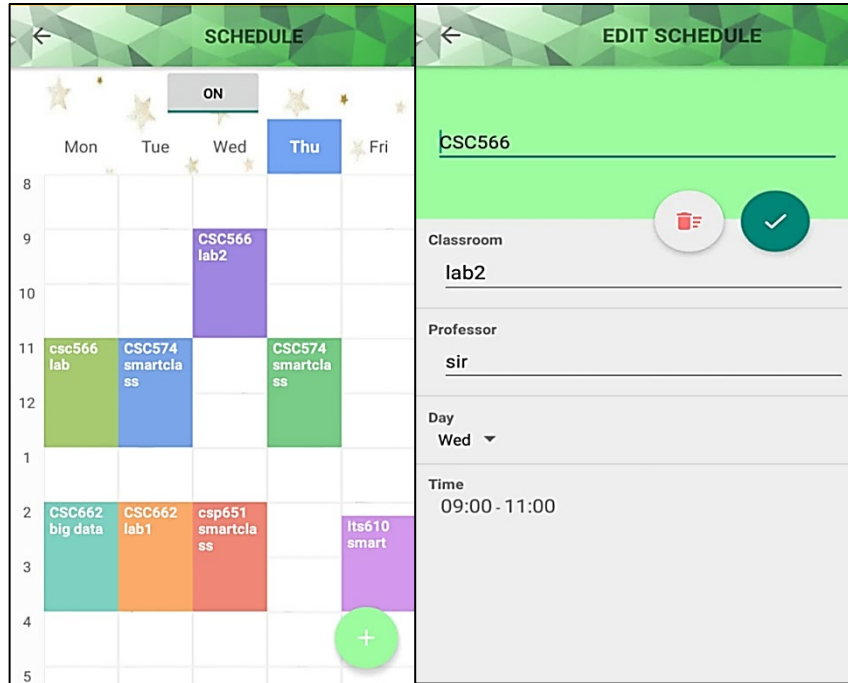 SCHEDULE
ON
Mon Tue Wed Thu Fri
8
9
CSC566
lab2
10
11
csc566
lab
CSC574
smartcla
ss
CSC574
smartcla
ss
12
1
2
CSC662
big data
CSC662
lab1
csp651
smartcla
ss
Its610
smart
3
4
5
EDIT SCHEDULE
CSC566
Classroom
lab2
Professor
sir
Day
Wed
Time
09:00 - 11:00